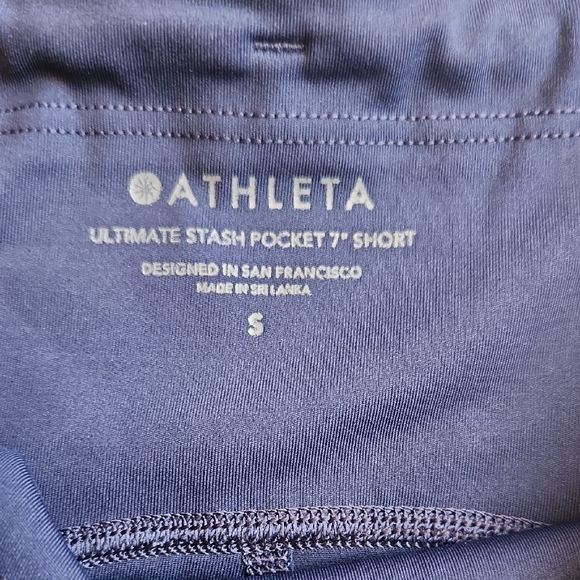 ATHLETA
ULTIMATE STASH POCKET 7" SHORT
DESIGNED IN SAN FRANCISCO
MADE IN SRI LANKA
S